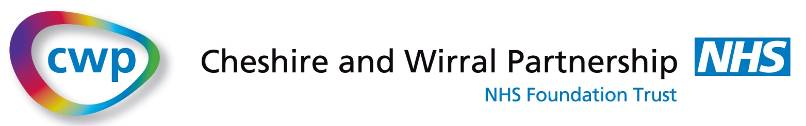 cwp
Cheshire and Wirral Partnership NHS
NHS Foundation Trust